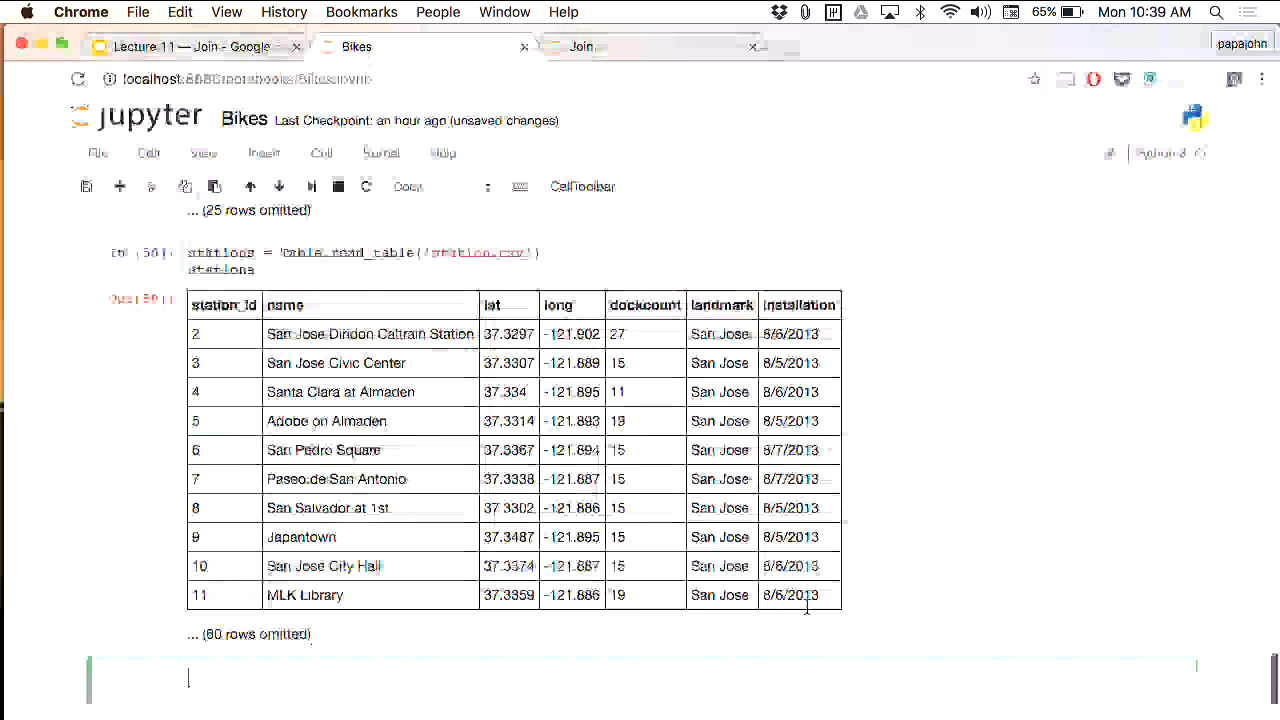 Chrome File Edit View History Bookmarks People Window Help 65% Mon 10:39 AM
Lecture 11 — Join - Google Bikes Join papajohn
localhost
jupyter Bikes Last Checkpoint: an hour ago (unsaved changes)
File Edit View Insert Cell Kernel Help
CellToolbar
... (25 rows omitted)
stations = Table.read_table('station.csv')
stations
station_id name lat long dockcount landmark installation
2 San Jose Diridon Caltrain Station 37.3297 -121.902 27 San Jose 8/6/2013
3 San Jose Civic Center 37.3307 -121.889 15 San Jose 8/5/2013
4 Santa Clara at Almaden 37.334 -121.895 11 San Jose 8/6/2013
5 Adobe on Almaden 37.3314 -121.893 19 San Jose 8/5/2013
6 San Pedro Square 37.3367 -121.894 15 San Jose 8/7/2013
7 Paseo de San Antonio 37.3338 -121.887 15 San Jose 8/7/2013
8 San Salvador at 1st 37.3302 -121.886 15 San Jose 8/5/2013
9 Japantown 37.3487 -121.895 15 San Jose 8/5/2013
10 San Jose City Hall 37.3374 -121.887 15 San Jose 8/6/2013
11 MLK Library 37.3359 -121.886 19 San Jose 8/6/2013
... (60 rows omitted)